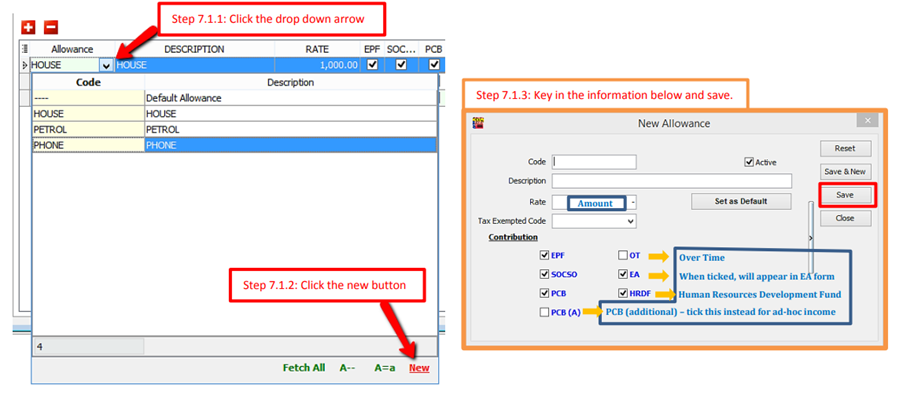 Step 7.1.1: Click the drop down arrow
Allowance DESCRIPTION RATE EPF SOC... PCB
HOUSE HOUSE 1,000.00
Code Description
---- Default Allowance
HOUSE HOUSE
PETROL PETROL
PHONE PHONE
Step 7.1.2: Click the new button
4
Fetch All A-- A=a New
Step 7.1.3: Key in the information below and save.
New Allowance
Reset
Code Active
Save & New
Description
Save
Rate Amount Set as Default
Close
Tax Exempted Code
Contribution
EPF OT Over Time
SOCSO EA When ticked, will appear in EA form
PCB HRDF Human Resources Development Fund
PCB (A) PCB (additional) – tick this instead for ad-hoc income